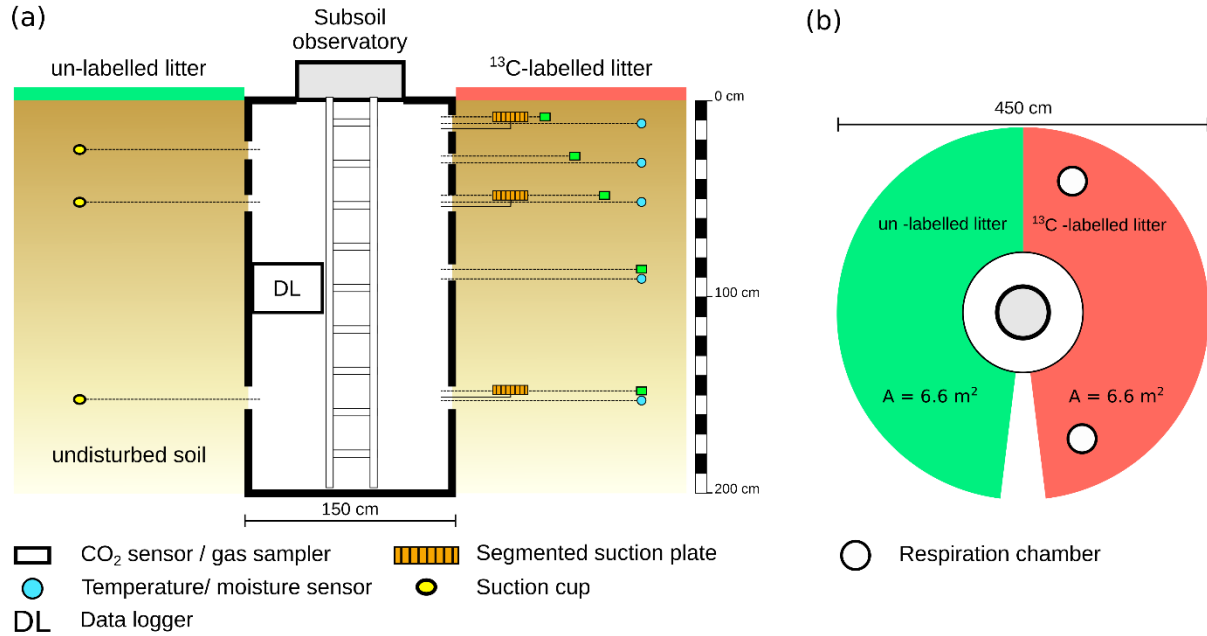 (a)
Subsoil
observatory
un-labelled litter
¹³C-labelled litter
0 cm
DL
100 cm
undisturbed soil
200 cm
150 cm
(b)
450 cm
un -labelled litter
¹³C -labelled litter
A = 6.6 m²
A = 6.6 m²
CO₂ sensor / gas sampler
Segmented suction plate
Temperature/ moisture sensor
Suction cup
DL Data logger
Respiration chamber